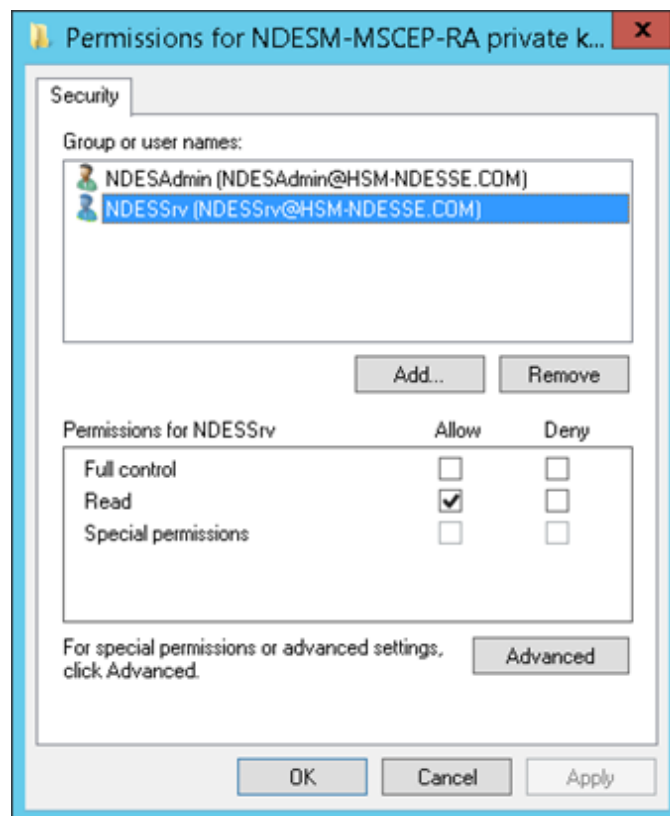 Permissions for NDESM-MSCEP-RA private k...
x
Security
Group or user names:
NDESAdmin (NDESAdmin@HSM-NDESSE.COM)
NDESSrv (NDESSrv@HSM-NDESSE.COM)
Add... Remove
Permissions for NDESSrv Allow Deny
Full control
Read
Special permissions
For special permissions or advanced settings,
click Advanced.
Advanced
OK Cancel Apply